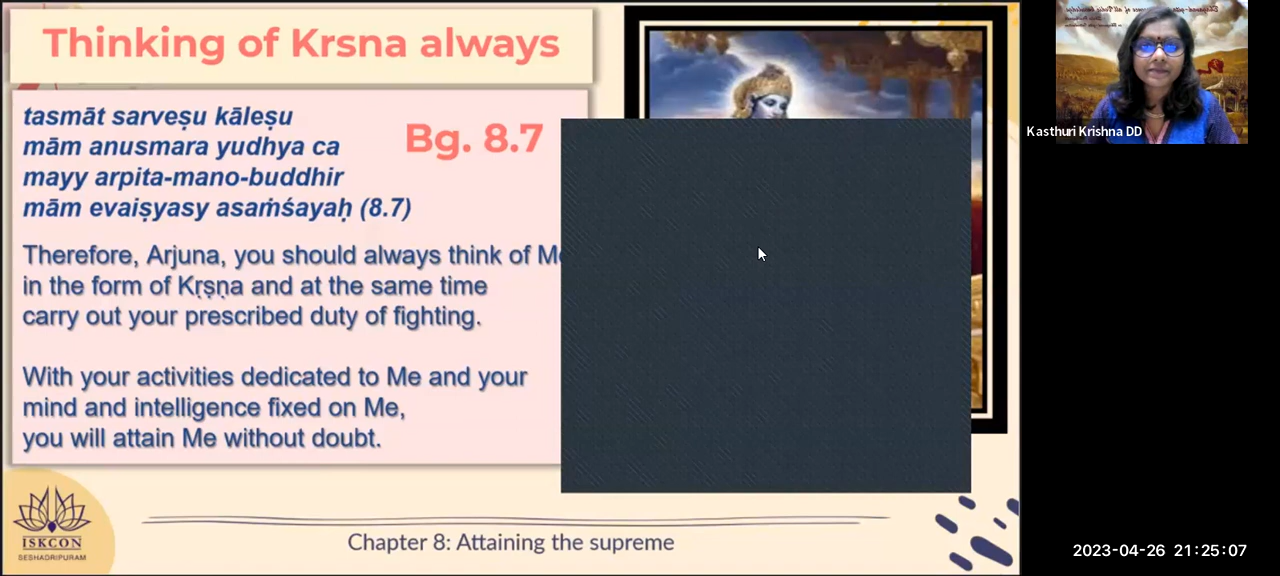 Thinking of Krsna always
tasmāt sarveṣu kāleṣu
mām anusmara yudhya ca
mayy arpita-mano-buddhir
mām evaiṣyasy asaṁśayaḥ (8.7)
Bg. 8.7
Therefore, Arjuna, you should always think of
in the form of Kṛṣṇa and at the same time
carry out your prescribed duty of fighting.
With your activities dedicated to Me and your
mind and intelligence fixed on Me,
you will attain Me without doubt.
ISKCON
SESHADRIPURAM
Chapter 8: Attaining the supreme
Kasthuri Krishna DD
2023-04-26 21:25:07